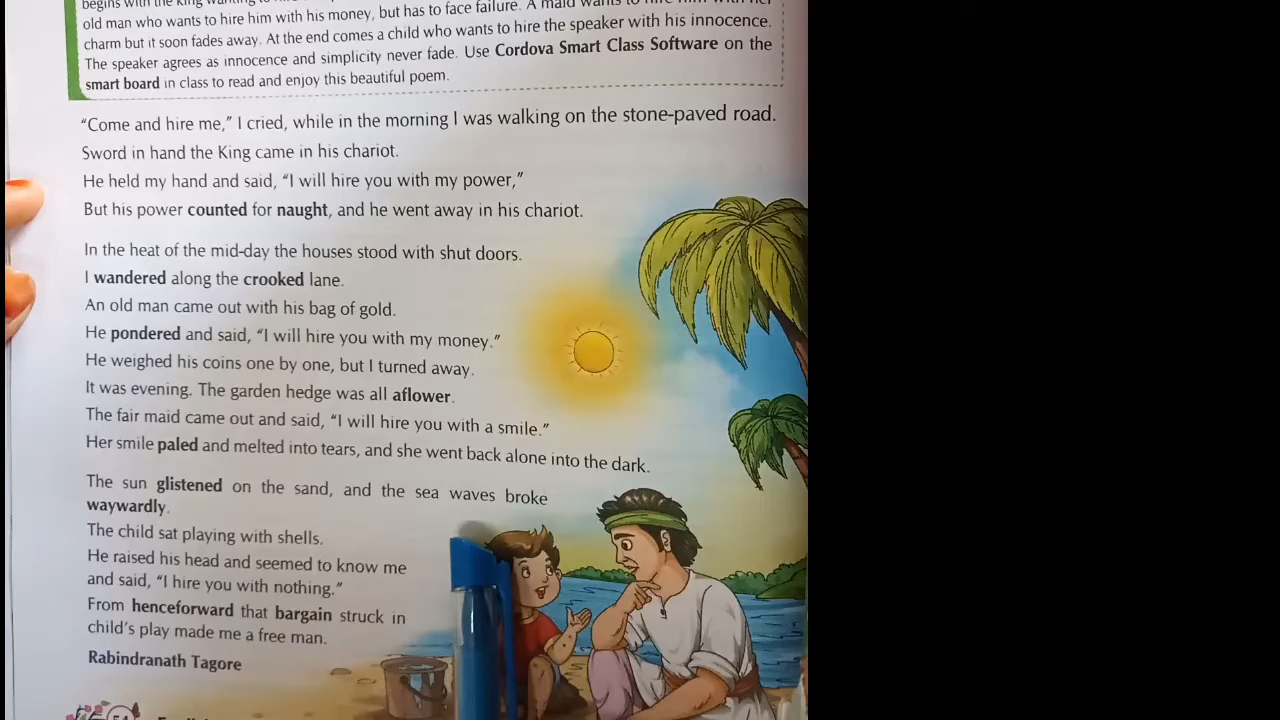 begins with the King
old man who wants to hire him with his money, but has to face failure. A maid wants to hire him with her
charm but it soon fades away. At the end comes a child who wants to hire the speaker with his innocence.
The speaker agrees as innocence and simplicity never fade. Use Cordova Smart Class Software on the
smart board in class to read and enjoy this beautiful poem.
“Come and hire me,” I cried, while in the morning I was walking on the stone-paved road.
Sword in hand the King came in his chariot.
He held my hand and said, “I will hire you with my power,”
But his power counted for naught, and he went away in his chariot.
In the heat of the mid-day the houses stood with shut doors.
I wandered along the crooked lane.
An old man came out with his bag of gold.
He pondered and said, “I will hire you with my money.”
He weighed his coins one by one, but I turned away.
It was evening. The garden hedge was all aflower.
The fair maid came out and said, “I will hire you with a smile.”
Her smile paled and melted into tears, and she went back alone into the dark.
The sun glistened on the sand, and the sea waves broke
waywardly.
The child sat playing with shells.
He raised his head and seemed to know me
and said, “I hire you with nothing.”
From henceforward that bargain struck in
child’s play made me a free man.
Rabindranath Tagore